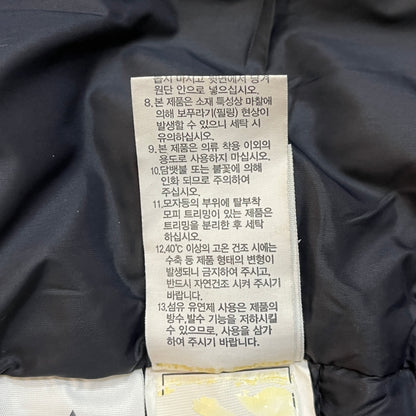 원단 안으로 넣으십시오.
8.본 제품은 소재 특성상 마찰에
의해 보푸라기(필링) 현상이
발생할 수 있으니 세탁 시
유의하십시오.
9.본 제품은 의류 착용 이외의
용도로 사용하지 마십시오.
10.담뱃불 또는 불꽃에 의해
인화 되므로 주의하여
주십시오.
11.모자등의 부위에 탈부착
모피 트리밍이 있는 제품은
트리밍을 분리한 후 세탁
하십시오.
12.40℃ 이상의 고온 건조 시에는
수축 등 제품 형태의 변형이
발생되니 금지하여 주시고,
반드시 자연건조 시켜 주시기
바랍니다.
13.섬유 유연제 사용은 제품의
방수,발수 기능을 저하시킬
수 있으므로, 사용을 삼가
하여 주시기 바랍니다.